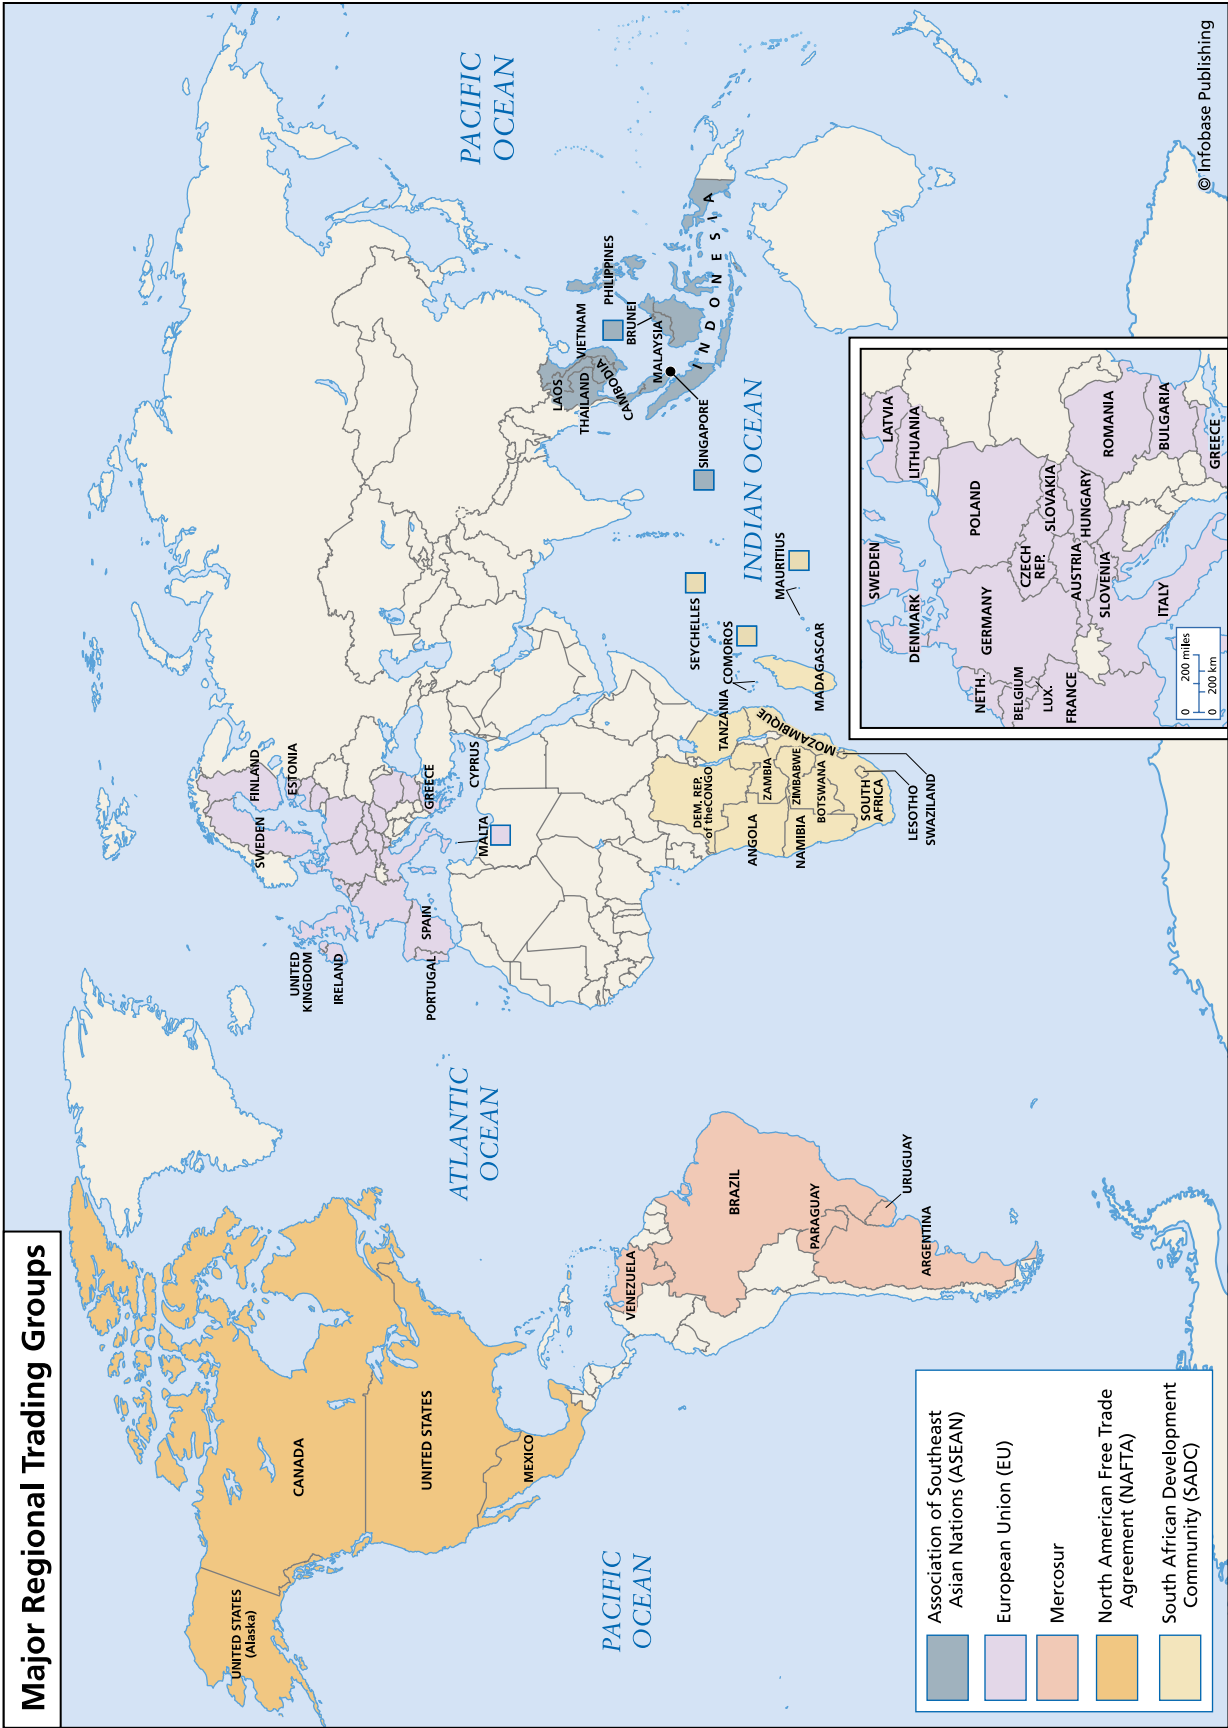 Major Regional Trading Groups
UNITED STATES
(Alaska)
CANADA
UNITED STATES
MEXICO
PACIFIC
OCEAN
ATLANTIC
OCEAN
VENEZUELA
BRAZIL
PARAGUAY
URUGUAY
ARGENTINA
UNITED
KINGDOM
IRELAND
PORTUGAL
SPAIN
SWEDEN
FINLAND
ESTONIA
GREECE
CYPRUS
MALTA
DEM. REP.
of theCONGO
TANZANIA
ANGOLA
ZAMBIA
MOZAMBIQUE
NAMIBIA
ZIMBABWE
BOTSWANA
SOUTH
AFRICA
LESOTHO
SWAZILAND
SEYCHELLES
COMOROS
MAURITIUS
MADAGASCAR
INDIAN OCEAN
LAOS
THAILAND
VIETNAM
CAMBODIA
PHILIPPINES
BRUNEI
MALAYSIA
SINGAPORE
INDONESIA
PACIFIC
OCEAN
SWEDEN
LATVIA
LITHUANIA
DENMARK
NETH.
GERMANY
POLAND
BELGIUM
LUX.
CZECH
REP.
SLOVAKIA
FRANCE
AUSTRIA
HUNGARY
SLOVENIA
ROMANIA
ITALY
BULGARIA
GREECE
0 200 miles
0 200 km
Association of Southeast
Asian Nations (ASEAN)
European Union (EU)
Mercosur
North American Free Trade
Agreement (NAFTA)
South African Development
Community (SADC)
© Infobase Publishing